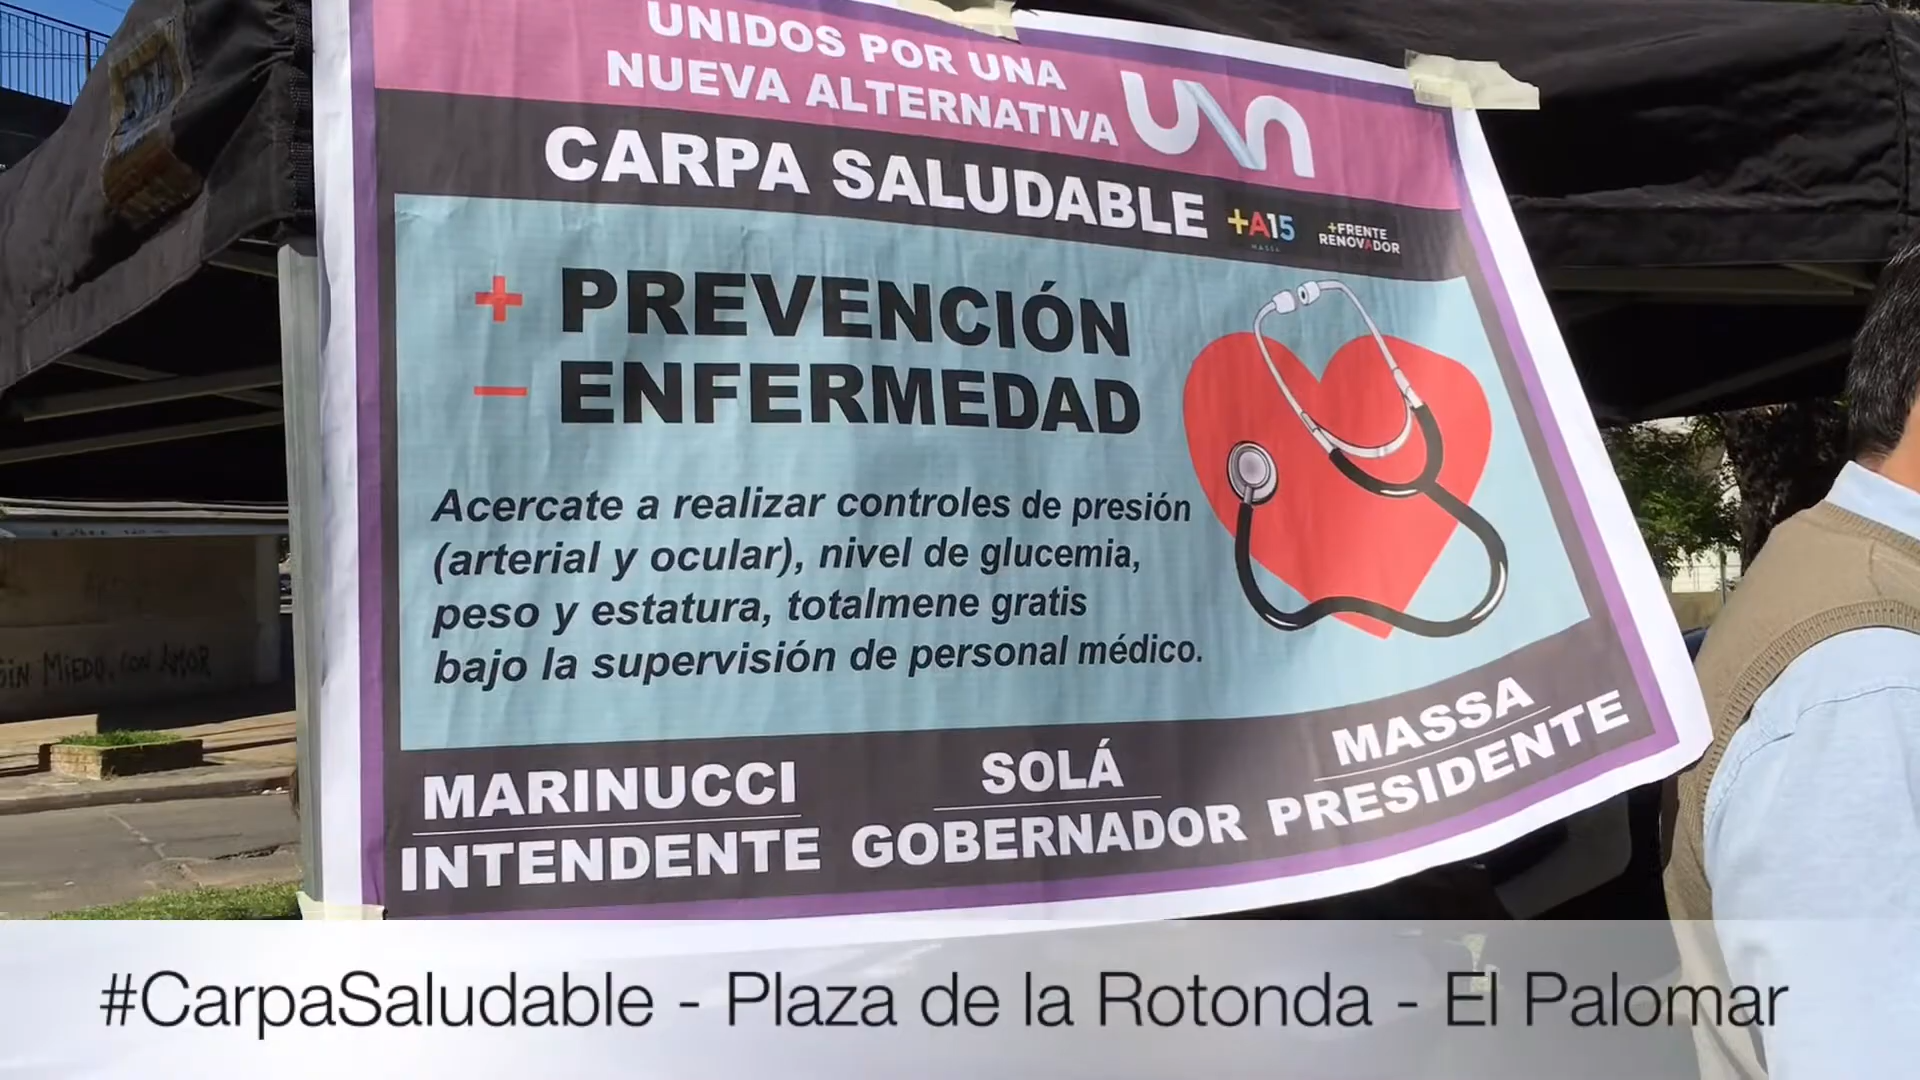 UNIDOS POR UNA
NUEVA ALTERNATIVA
UNA
CARPA SALUDABLE
+A15
MASSA
+FRENTE
RENOVADOR
+ PREVENCIÓN
− ENFERMEDAD
Acercate a realizar controles de presión
(arterial y ocular), nivel de glucemia,
peso y estatura, totalmene gratis
bajo la supervisión de personal médico.
MARINUCCI
INTENDENTE
SOLÁ
GOBERNADOR
MASSA
PRESIDENTE
SIN MIEDO, CON AMOR
#CarpaSaludable - Plaza de la Rotonda - El Palomar